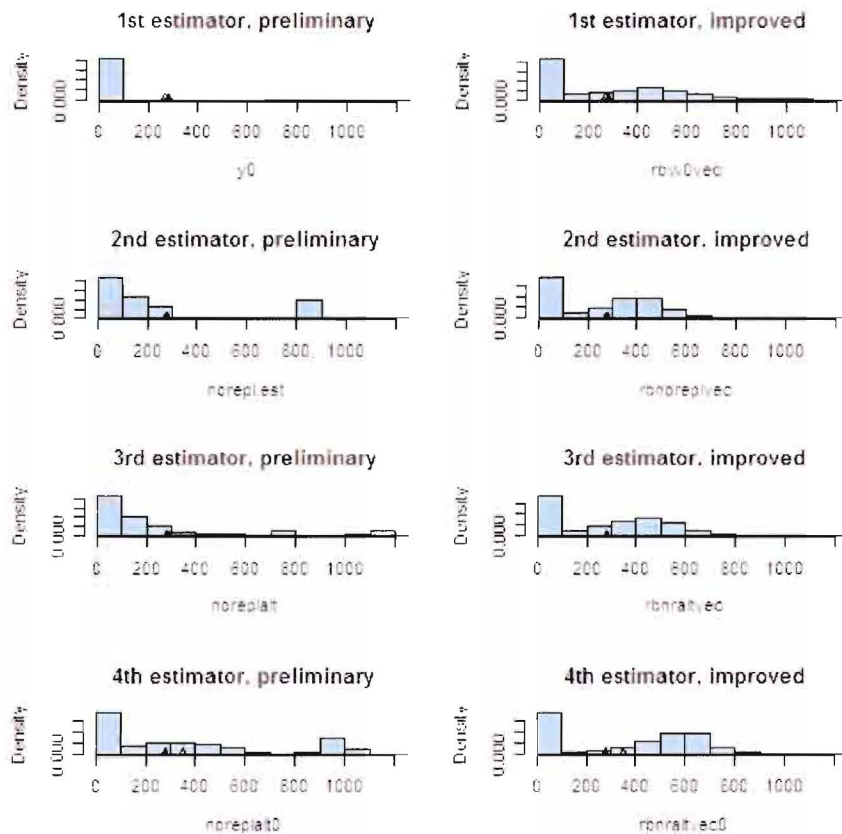 1st estimator, preliminary
Density
0.000
0 200 400 600 800 1000
y0
1st estimator, improved
Density
0.000
0 200 400 600 800 1000
rbw0vec
2nd estimator, preliminary
Density
0.000
0 200 400 600 800 1000
norepl.est
2nd estimator, improved
Density
0.000
0 200 400 600 800 1000
rbnoreplvec
3rd estimator, preliminary
Density
0.000
0 200 400 600 800 1000
noreplalt
3rd estimator, improved
Density
0.000
0 200 400 600 800 1000
rbnraltvec
4th estimator, preliminary
Density
0.000
0 200 400 600 800 1000
noreplalt0
4th estimator, improved
Density
0.000
0 200 400 600 800 1000
rbnraltvec0